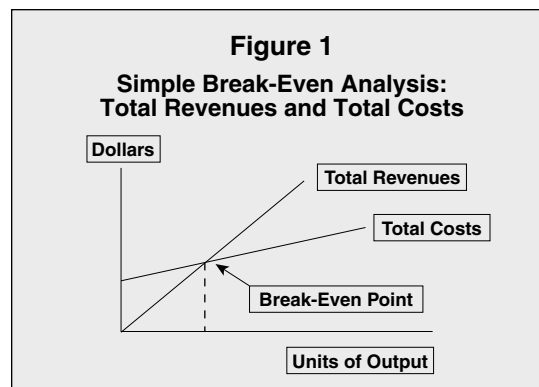 Figure 1
Simple Break-Even Analysis:
Total Revenues and Total Costs
Dollars
Total Revenues
Total Costs
Break-Even Point
Units of Output